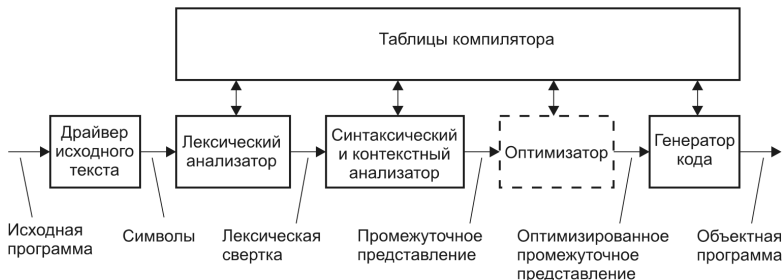 Таблицы компилятора
Драйвер
исходного
текста
Лексический
анализатор
Синтаксический
и контекстный
анализатор
Оптимизатор
Генератор
кода
Исходная
программа
Символы
Лексическая
свертка
Промежуточное
представление
Оптимизированное
промежуточное
представление
Объектная
программа